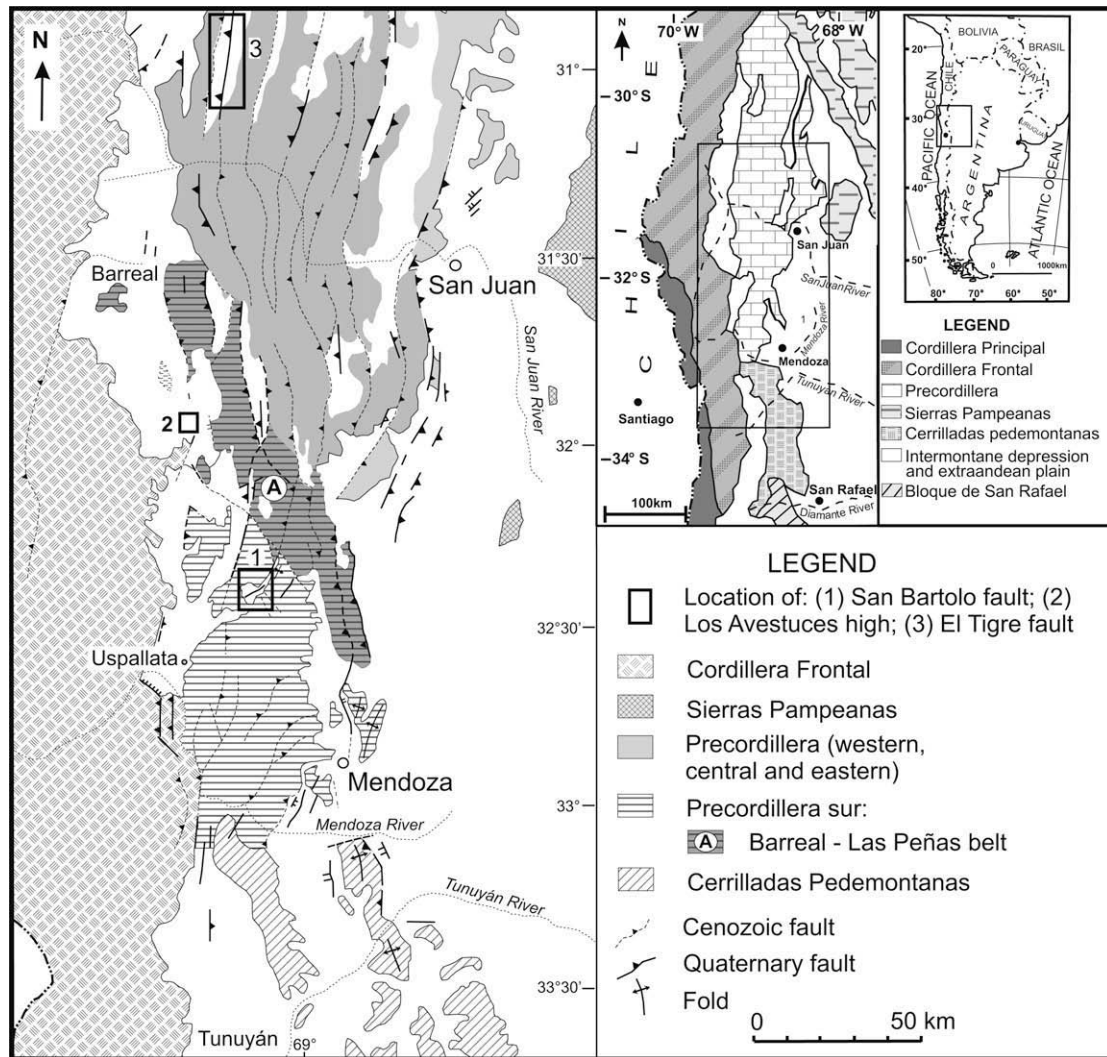 N
3
31°
Barreal
31°30'
San Juan
San Juan River
2
32°
A
1
32°30'
Uspallata
Mendoza
33°
Mendoza River
Tunuyán River
33°30'
Tunuyán
69°
N
70° W
68° W
30°S
CHILE
San Juan
32°S
San Juan River
1
Mendoza River
Mendoza
Tunuyán River
Santiago
34°S
San Rafael
Diamante River
100km
BOLIVIA
20°
PARAGUAY
BRASIL
CHILE
30°
URUGUAY
PACIFIC OCEAN
ARGENTINA
40°
ATLÁNTIC OCEAN
50°
0 1000km
80° 70° 60° 50°
LEGEND
Cordillera Principal
Cordillera Frontal
Precordillera
Sierras Pampeanas
Cerrilladas pedemontanas
Intermontane depression
and extraandean plain
Bloque de San Rafael
LEGEND
Location of: (1) San Bartolo fault; (2)
Los Avestuces high; (3) El Tigre fault
Cordillera Frontal
Sierras Pampeanas
Precordillera (western,
central and eastern)
Precordillera sur:
A Barreal - Las Peñas belt
Cerrilladas Pedemontanas
Cenozoic fault
Quaternary fault
Fold
0 50 km